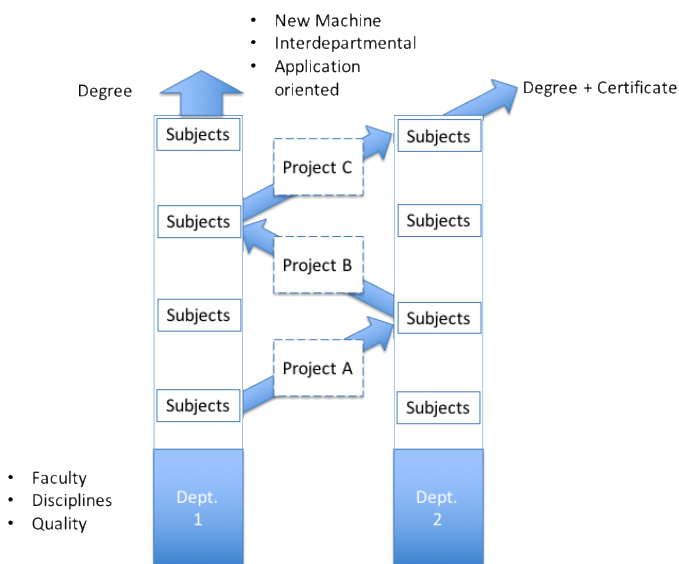 • New Machine
• Interdepartmental
• Application
oriented
Degree
Degree + Certificate
Subjects
Subjects
Project C
Subjects
Subjects
Project B
Subjects
Subjects
Project A
Subjects
Subjects
• Faculty
• Disciplines
• Quality
Dept.
1
Dept.
2